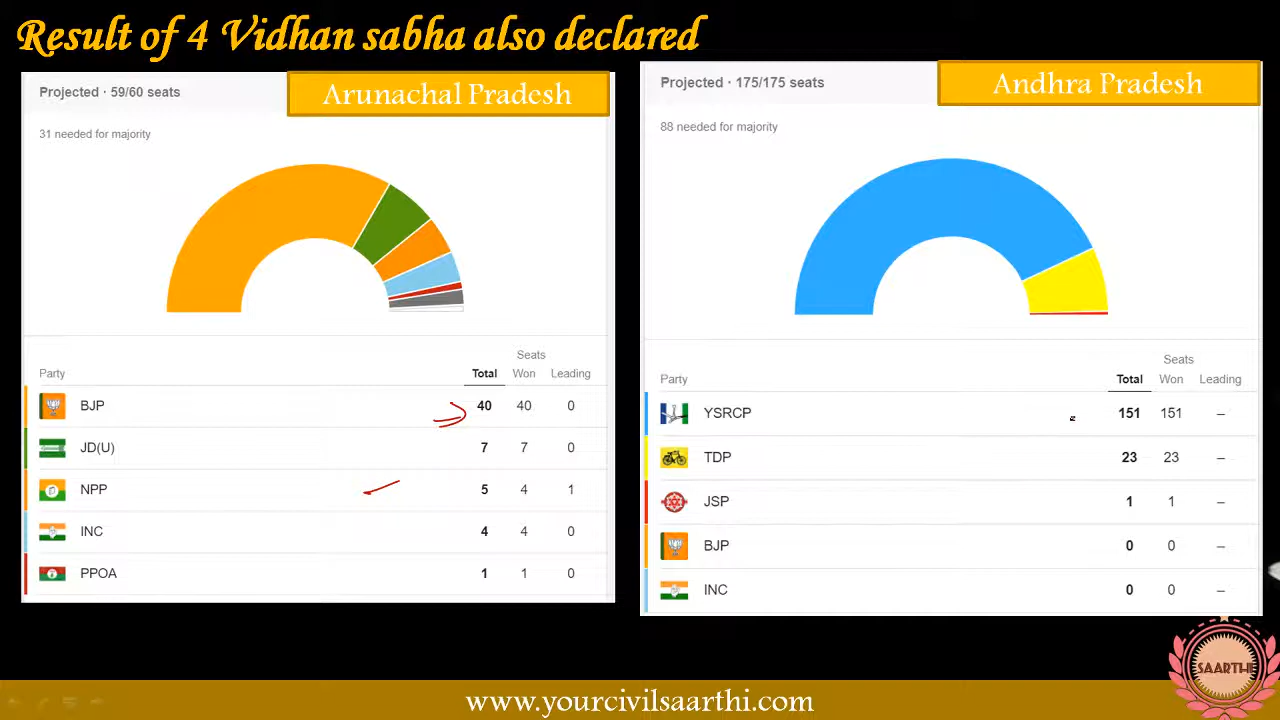 Result of 4 Vidhan sabha also declared
Projected · 59/60 seats
Arunachal Pradesh
31 needed for majority
Seats
Party Total Won Leading
BJP 40 40 0
JD(U) 7 7 0
NPP 5 4 1
INC 4 4 0
PPOA 1 1 0
Projected · 175/175 seats
Andhra Pradesh
88 needed for majority
Seats
Party Total Won Leading
YSRCP 151 151 –
TDP 23 23 –
JSP 1 1 –
BJP 0 0 –
INC 0 0 –
SAARTHI
www.yourcivilsaarthi.com